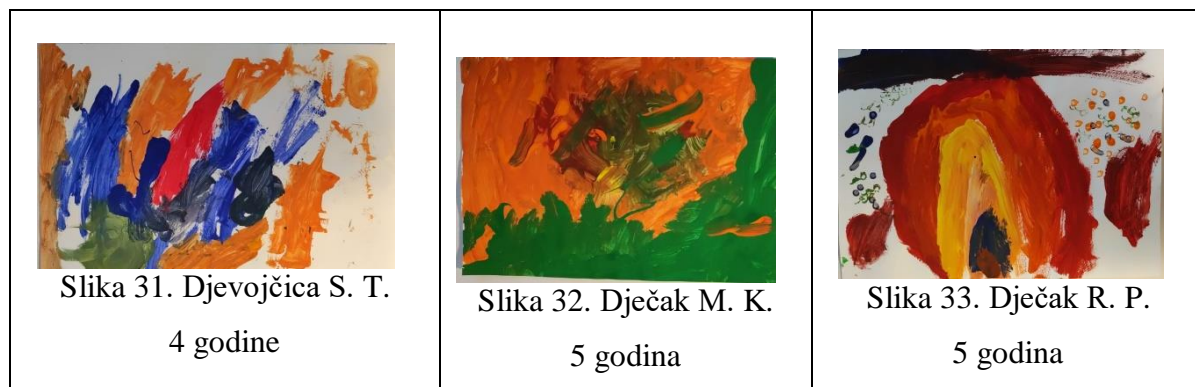 Slika 31. Djevojčica S. T.
4 godine
Slika 32. Dječak M. K.
5 godina
Slika 33. Dječak R. P.
5 godina